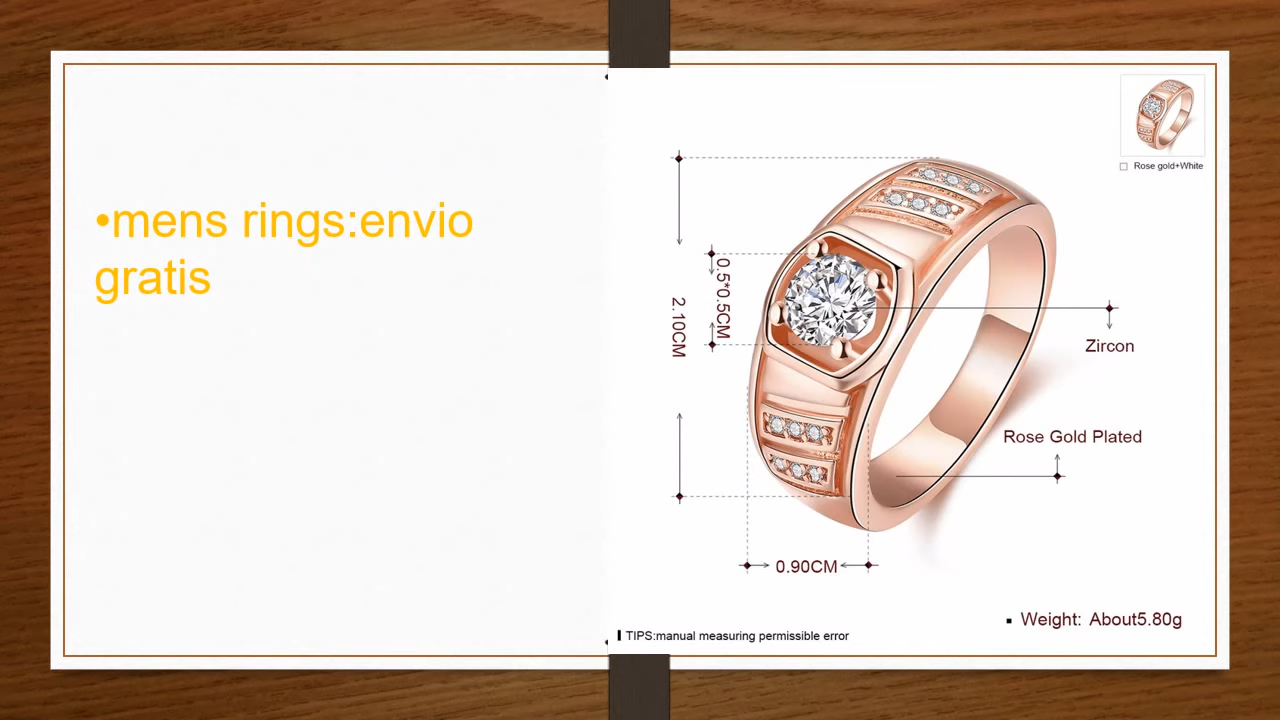 •mens rings:envio
gratis
Rose gold+White
0.5*0.5CM
2.10CM
Zircon
Rose Gold Plated
0.90CM
▪ Weight: About5.80g
TIPS:manual measuring permissible error